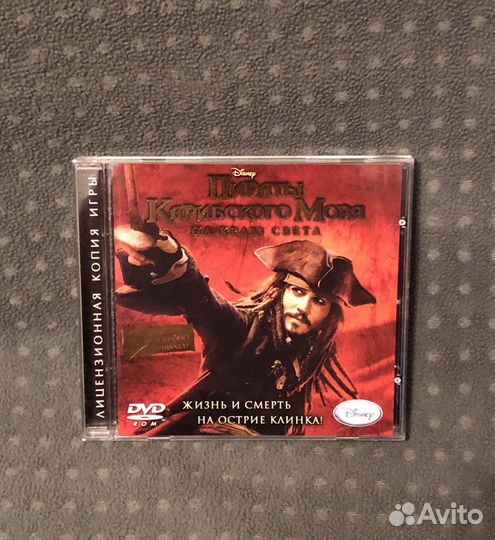 Disney
Пираты
Карибского Моря
На краю света
ЛИЦЕНЗИОННАЯ КОПИЯ ИГРЫ
DVD
ROM
ЖИЗНЬ И СМЕРТЬ
НА ОСТРИЕ КЛИНКА!
Disney
Avito